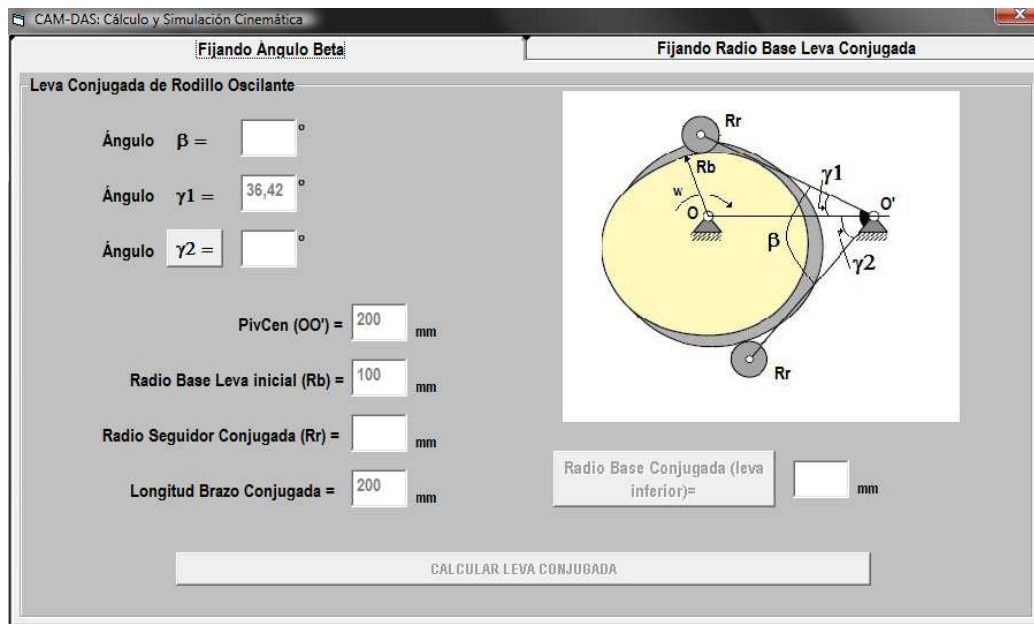 CAM-DAS: Cálculo y Simulación Cinemática
Fijando Ángulo Beta
Fijando Radio Base Leva Conjugada
Leva Conjugada de Rodillo Oscilante
Ángulo β = º
Ángulo γ1 = 36,42 º
Ángulo γ2 = º
PivCen (OO') = 200 mm
Radio Base Leva inicial (Rb) = 100 mm
Radio Seguidor Conjugada (Rr) = mm
Longitud Brazo Conjugada = 200 mm
Rr
Rb
γ1
w
O
O'
β
γ2
Rr
Radio Base Conjugada (leva
inferior)= mm
CALCULAR LEVA CONJUGADA